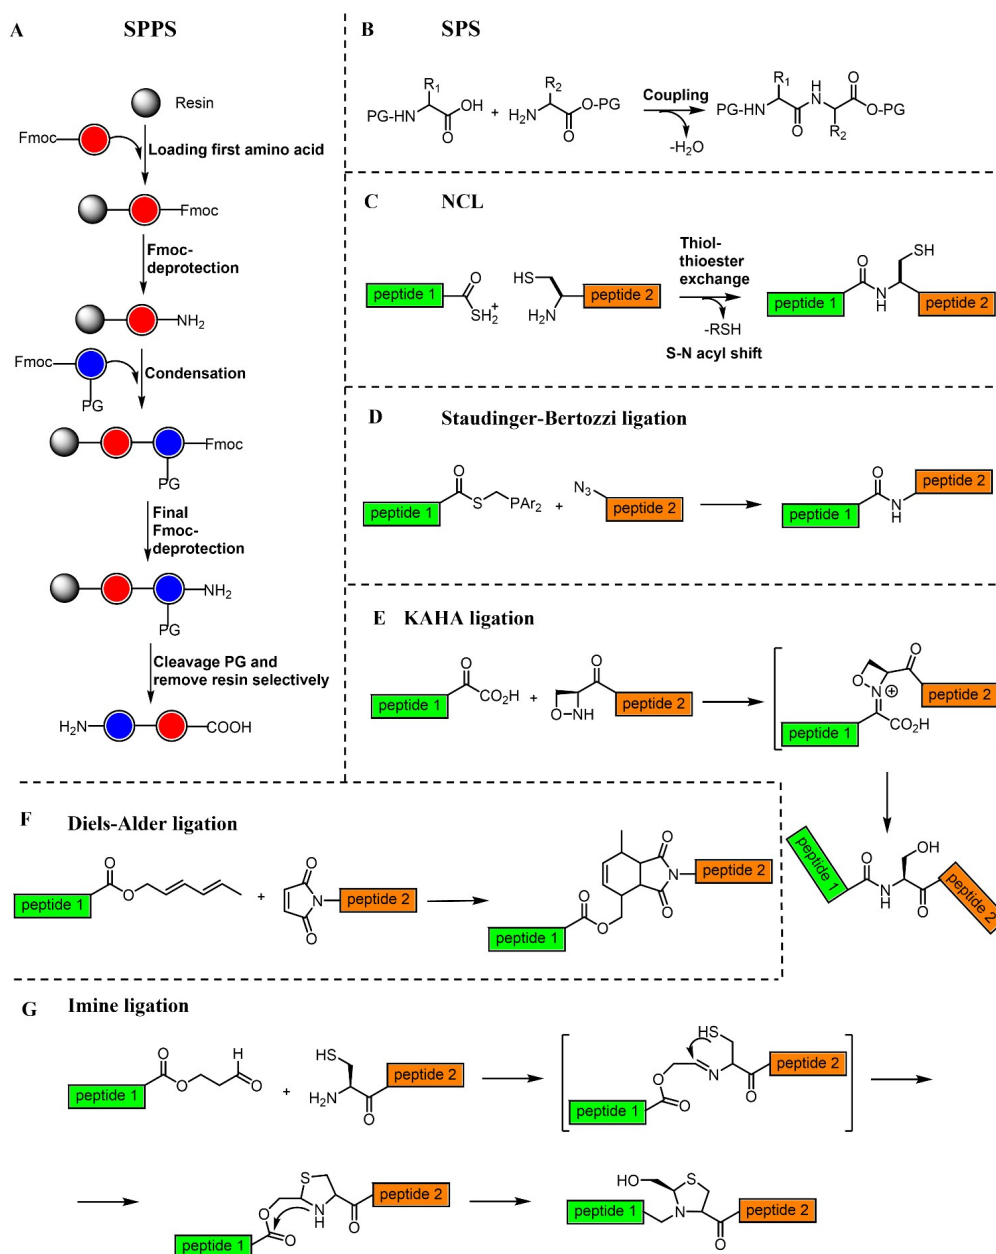 A
SPPS
Resin
Fmoc
Loading first amino acid
Fmoc
Fmoc-
deprotection
NH2
Fmoc
Condensation
PG
Fmoc
PG
Final
Fmoc-
deprotection
NH2
PG
Cleavage PG and
remove resin selectively
H2N
COOH
B
SPS
R1
PG-HN
OH
O
+
R2
H2N
O-PG
O
Coupling
-H2O
R1
PG-HN
O
H
N
O
O-PG
R2
C
NCL
peptide 1
O
SH2
+
HS
H2N
peptide 2
Thiol-
thioester
exchange
-RSH
S-N acyl shift
peptide 1
O
N
H
SH
peptide 2
D
Staudinger-Bertozzi ligation
peptide 1
O
S
PAr2
+
N3
peptide 2
peptide 1
O
N
H
peptide 2
E
KAHA ligation
peptide 1
O
CO2H
+
O
NH
O
peptide 2
O
N
+
O
peptide 2
peptide 1
CO2H
peptide 1
O
N
H
OH
O
peptide 2
F
Diels-Alder ligation
peptide 1
O
O
+
O
N
O
peptide 2
O
N
O
peptide 2
O
O
peptide 1
G
Imine ligation
peptide 1
O
O
H
O
+
HS
H2N
O
peptide 2
HS
N
O
peptide 2
O
O
peptide 1
S
N
H
O
peptide 2
O
O
peptide 1
HO
S
peptide 1
N
O
peptide 2